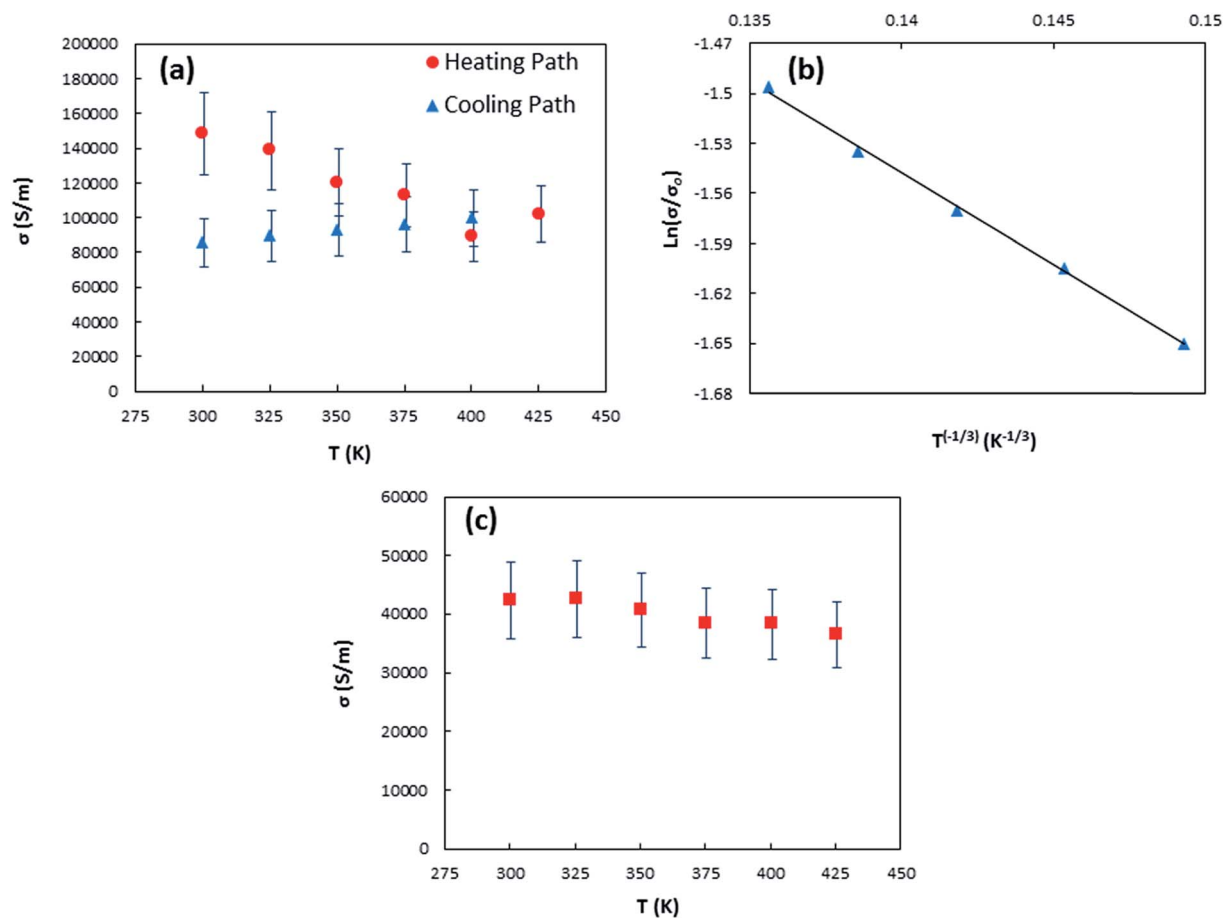 (a)
Heating Path
Cooling Path
200000
180000
160000
140000
120000
100000
80000
60000
40000
20000
0
σ (S/m)
275 300 325 350 375 400 425 450
T (K)
0.135 0.14 0.145 0.15
(b)
-1.47
-1.5
-1.53
-1.56
-1.59
-1.62
-1.65
-1.68
Ln(σ/σₒ)
T⁽⁻¹/³⁾ (K⁻¹/³)
(c)
60000
50000
40000
30000
20000
10000
0
σ (S/m)
275 300 325 350 375 400 425 450
T (K)